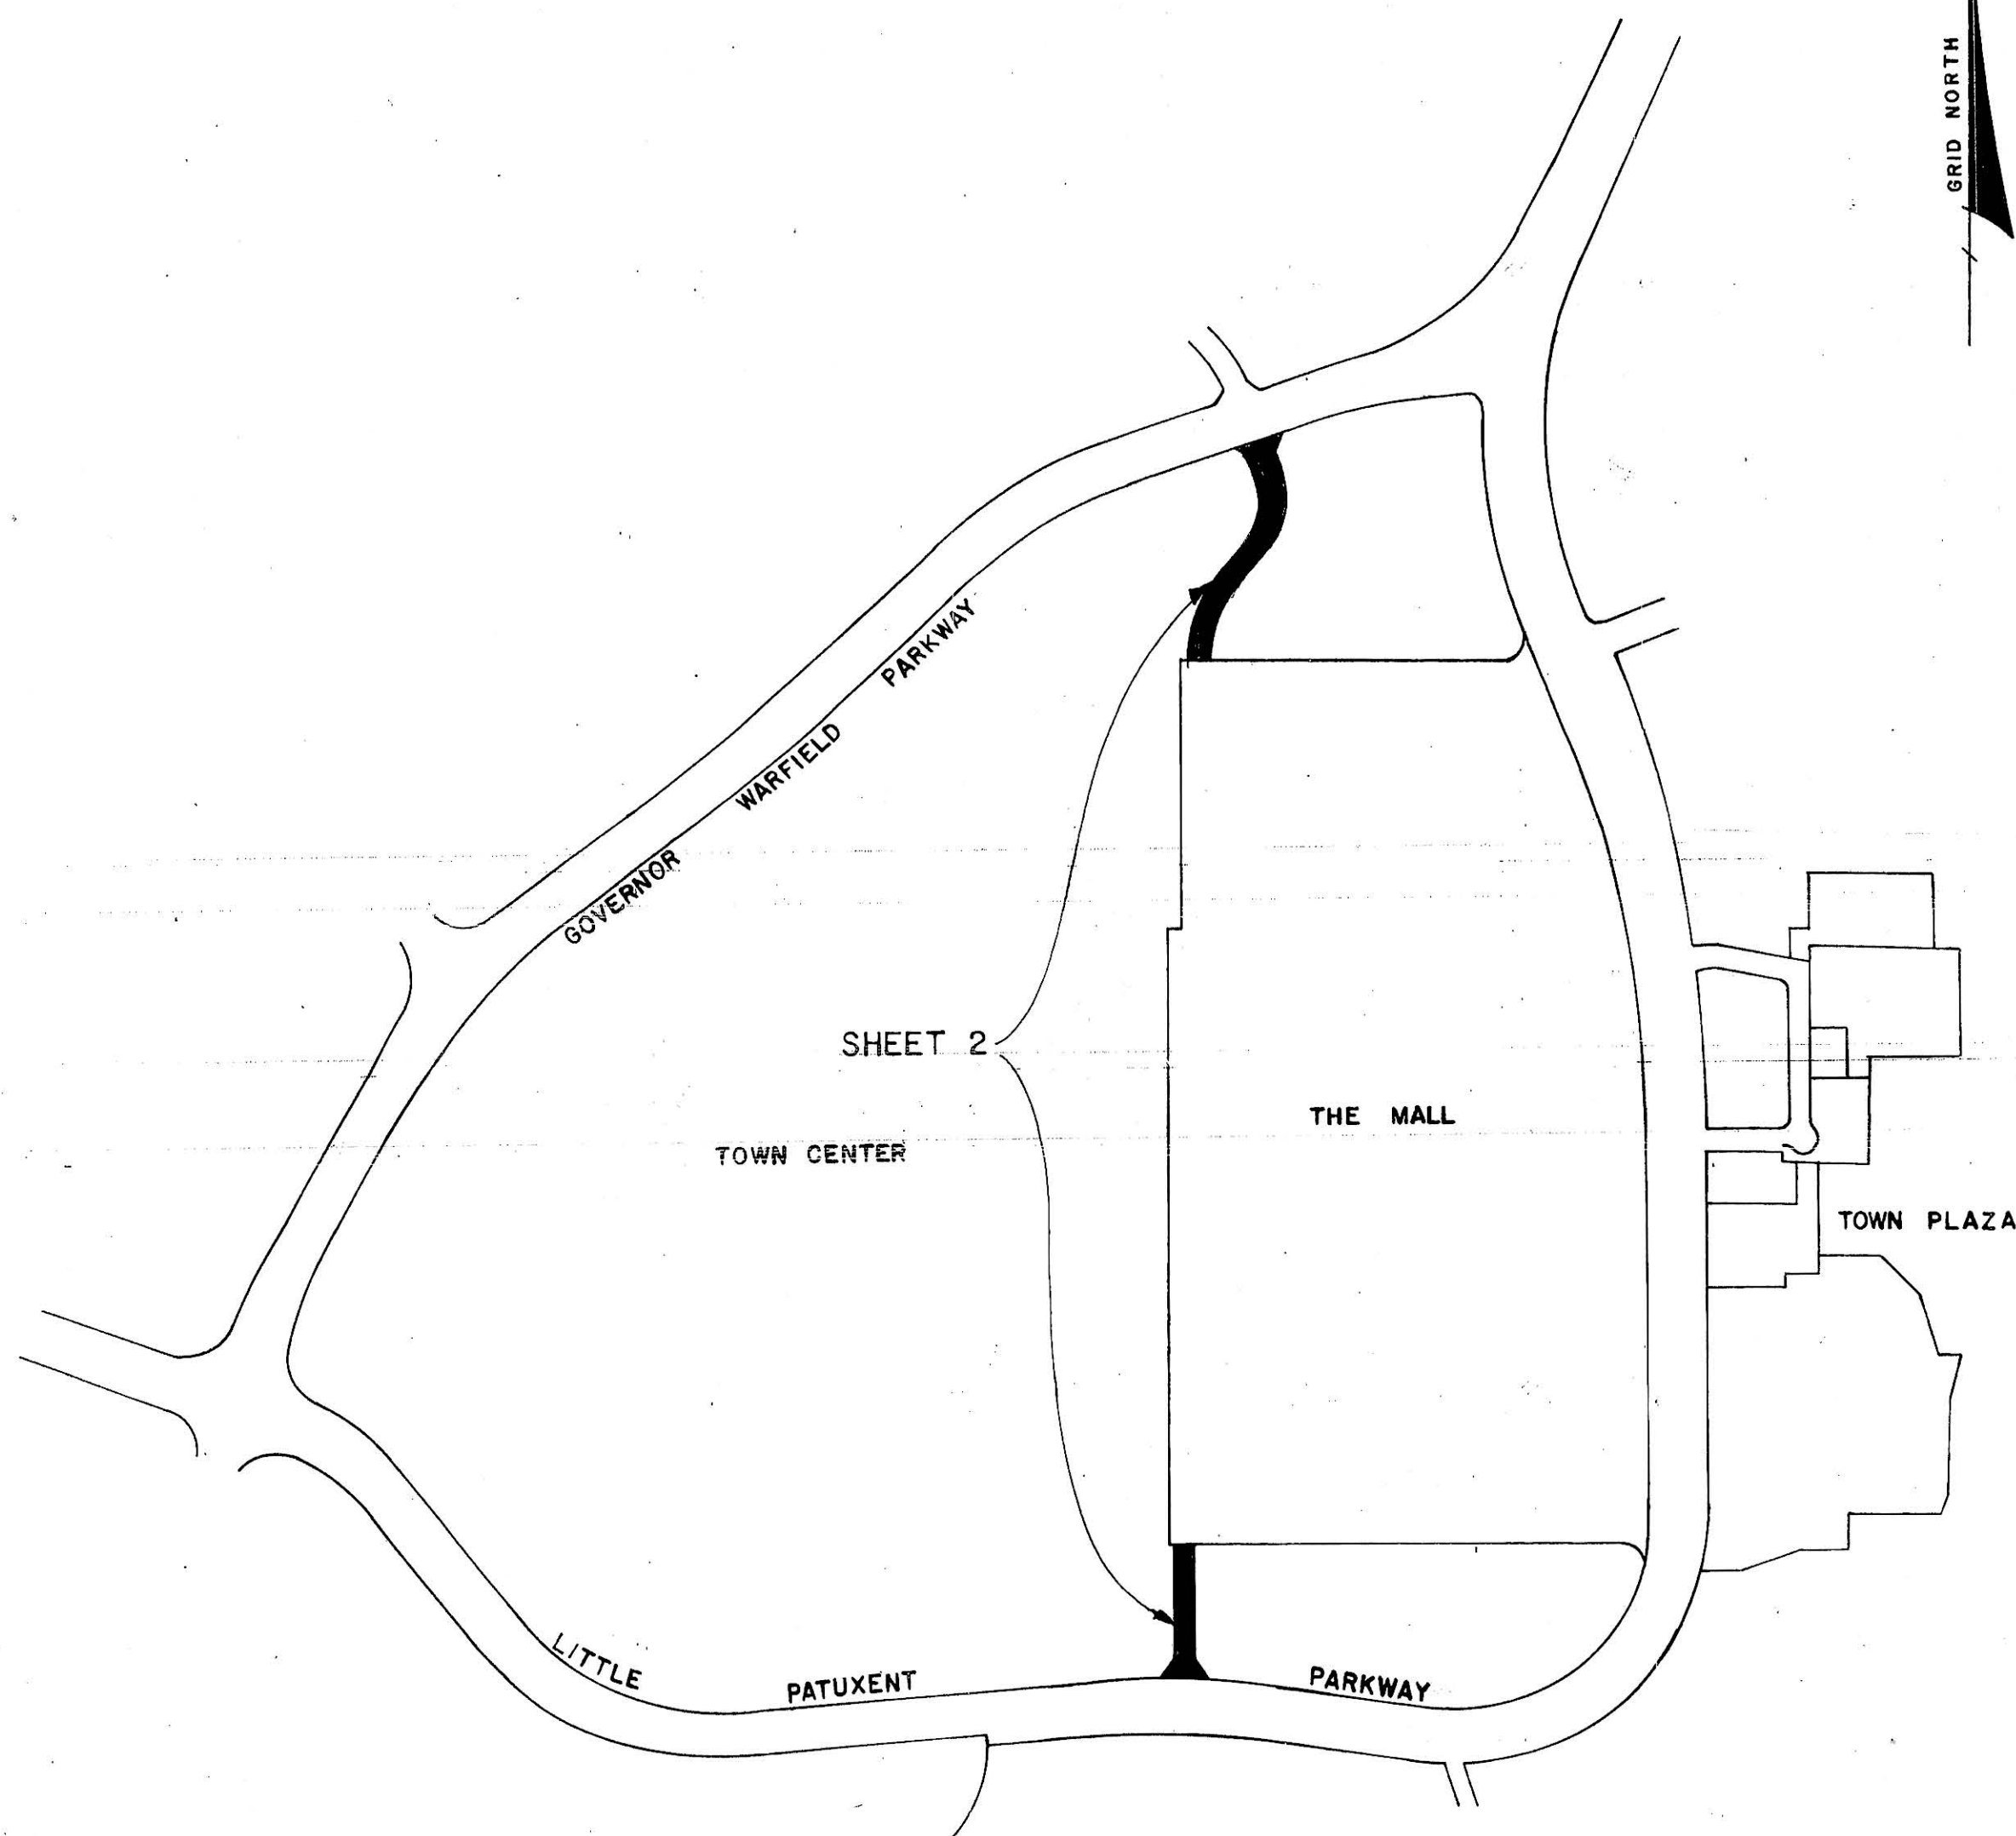 GRID NORTH
GOVERNOR WARFIELD PARKWAY
SHEET 2
THE MALL
TOWN CENTER
TOWN PLAZA
LITTLE PATUXENT PARKWAY